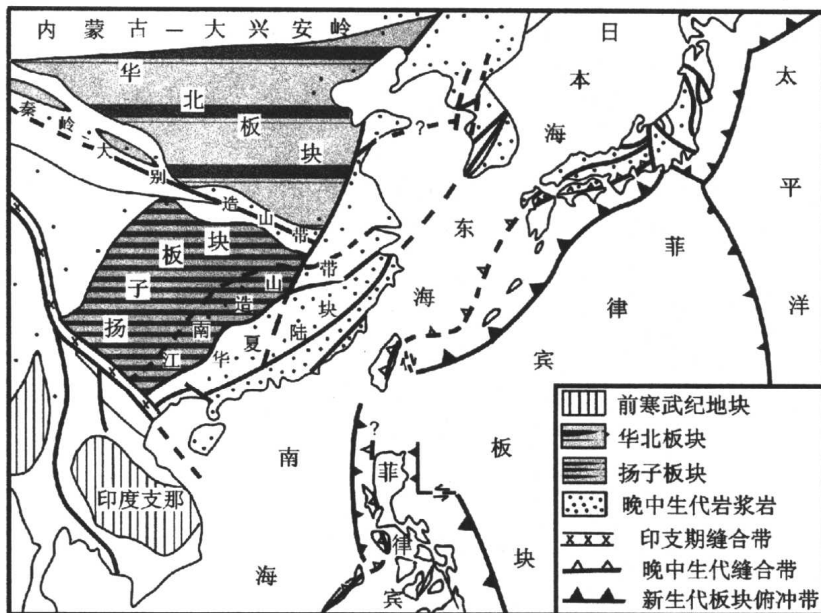 内蒙古－大兴安岭
华北板块
秦岭－大别造山带
扬子板块
江南造山带
华夏陆块
印度支那
日本海
东海
南海
太平洋
菲律宾板块
菲律宾
?
?
前寒武纪地块
华北板块
扬子板块
晚中生代岩浆岩
印支期缝合带
晚中生代缝合带
新生代板块俯冲带